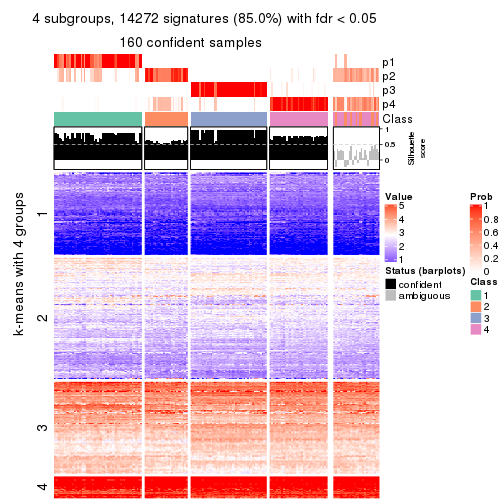 4 subgroups, 14272 signatures (85.0%) with fdr < 0.05
160 confident samples
p1
p2
p3
p4
Class
1
0.5
0
Silhouette
score
k-means with 4 groups
1
2
3
4
Value
5
4
3
2
1
Status (barplots)
confident
ambiguous
Prob
1
0.8
0.6
0.4
0.2
0
Class
1
2
3
4